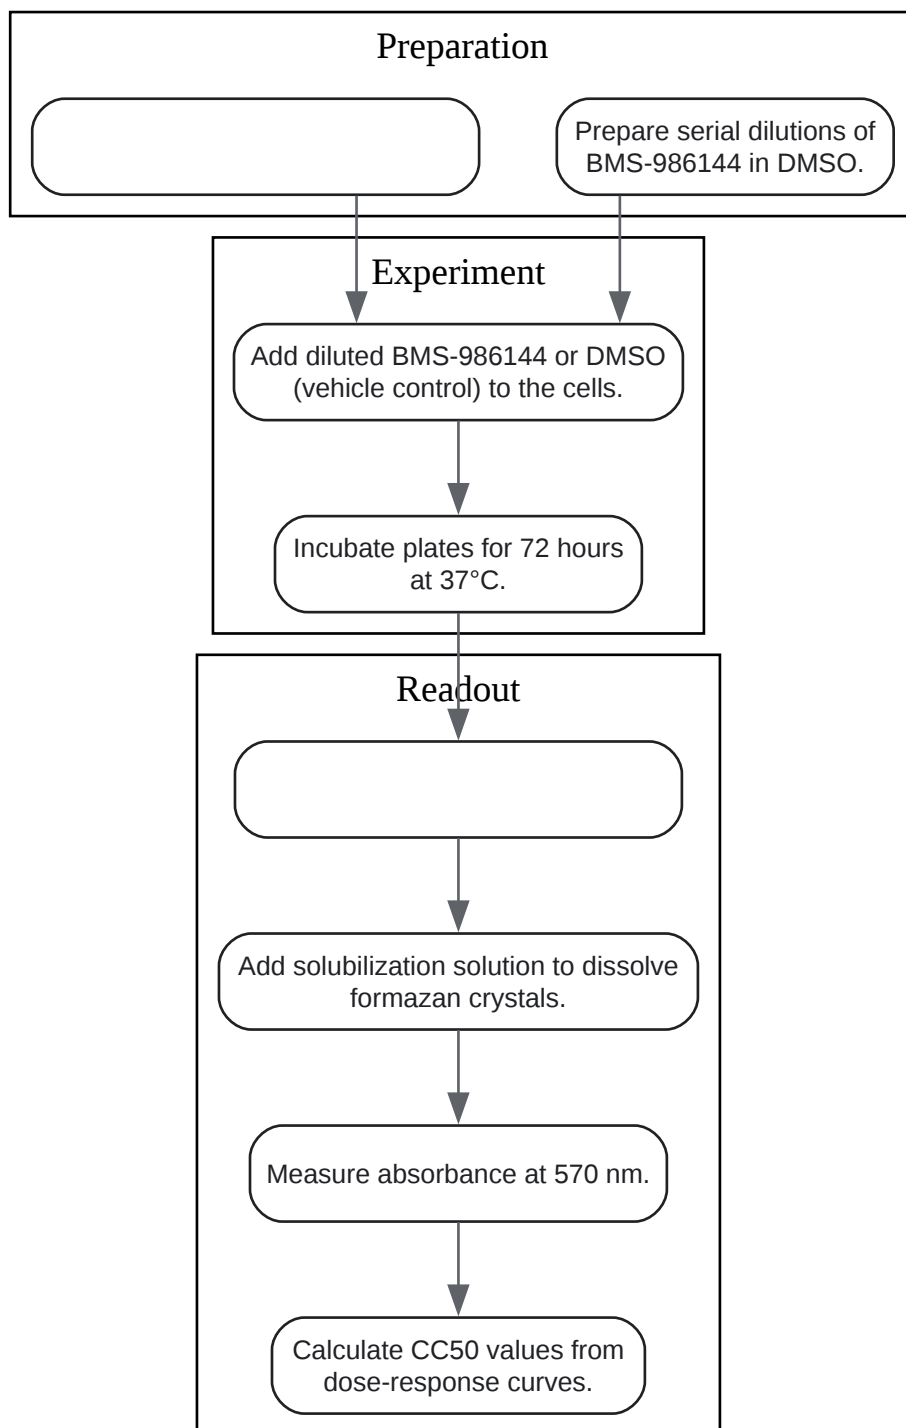 Preparation
Prepare serial dilutions of
BMS-986144 in DMSO.
Experiment
Add diluted BMS-986144 or DMSO
(vehicle control) to the cells.
Incubate plates for 72 hours
at 37°C.
Readout
Add solubilization solution to dissolve
formazan crystals.
Measure absorbance at 570 nm.
Calculate CC50 values from
dose-response curves.